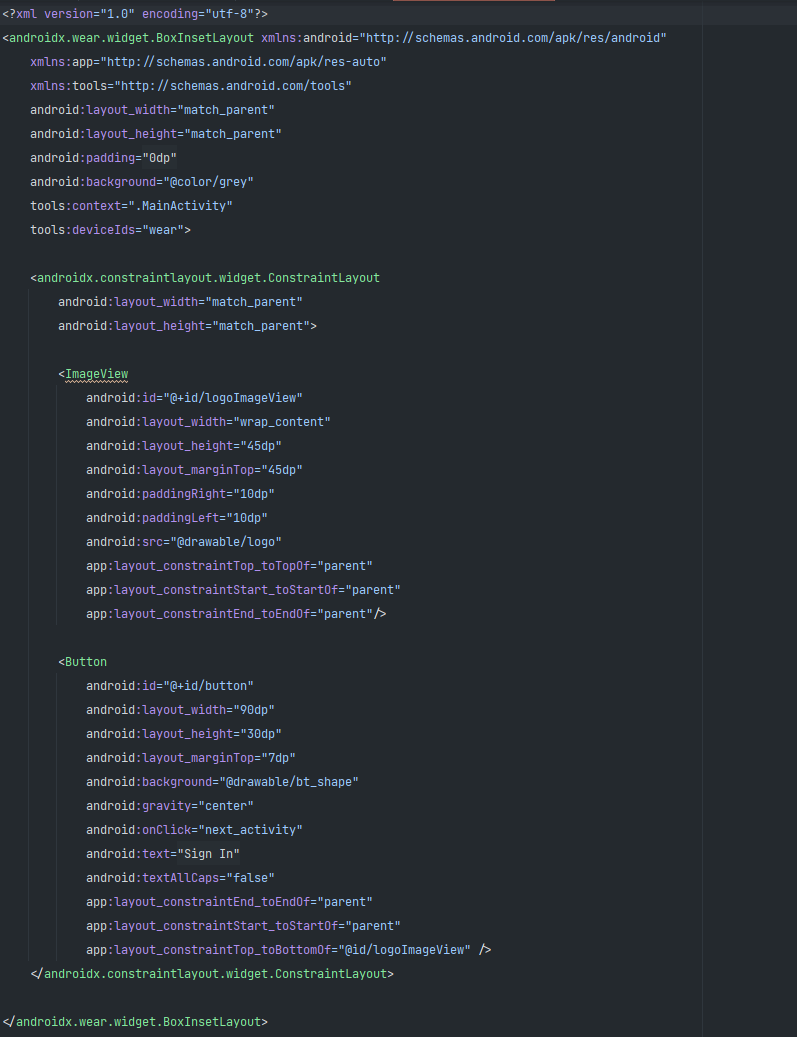 <?xml version="1.0" encoding="utf-8"?>
<androidx.wear.widget.BoxInsetLayout xmlns:android="http://schemas.android.com/apk/res/android"
xmlns:app="http://schemas.android.com/apk/res-auto"
xmlns:tools="http://schemas.android.com/tools"
android:layout_width="match_parent"
android:layout_height="match_parent"
android:padding="0dp"
android:background="@color/grey"
tools:context=".MainActivity"
tools:deviceIds="wear">
<androidx.constraintlayout.widget.ConstraintLayout
android:layout_width="match_parent"
android:layout_height="match_parent">
<ImageView
android:id="@+id/logoImageView"
android:layout_width="wrap_content"
android:layout_height="45dp"
android:layout_marginTop="45dp"
android:paddingRight="10dp"
android:paddingLeft="10dp"
android:src="@drawable/logo"
app:layout_constraintTop_toTopOf="parent"
app:layout_constraintStart_toStartOf="parent"
app:layout_constraintEnd_toEndOf="parent"/>
<Button
android:id="@+id/button"
android:layout_width="90dp"
android:layout_height="30dp"
android:layout_marginTop="7dp"
android:background="@drawable/bt_shape"
android:gravity="center"
android:onClick="next_activity"
android:text="Sign In"
android:textAllCaps="false"
app:layout_constraintEnd_toEndOf="parent"
app:layout_constraintStart_toStartOf="parent"
app:layout_constraintTop_toBottomOf="@id/logoImageView" />
</androidx.constraintlayout.widget.ConstraintLayout>
</androidx.wear.widget.BoxInsetLayout>